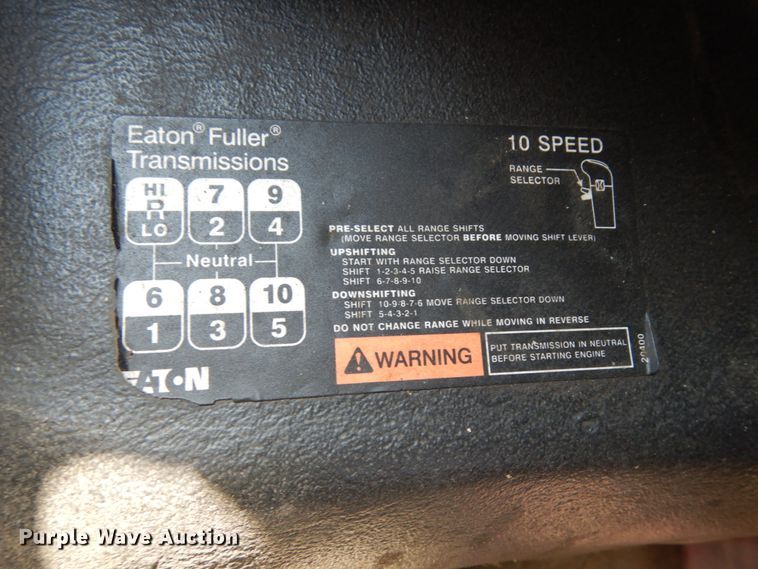 Eaton® Fuller®
Transmissions
10 SPEED
RANGE
SELECTOR
HI
R
LO
7
2
9
4
Neutral
6
1
8
3
10
5
PRE-SELECT ALL RANGE SHIFTS
(MOVE RANGE SELECTOR BEFORE MOVING SHIFT LEVER)
UPSHIFTING
START WITH RANGE SELECTOR DOWN
SHIFT 1-2-3-4-5 RAISE RANGE SELECTOR
SHIFT 6-7-8-9-10
DOWNSHIFTING
SHIFT 10-9-8-7-6 MOVE RANGE SELECTOR DOWN
SHIFT 5-4-3-2-1
DO NOT CHANGE RANGE WHILE MOVING IN REVERSE
WARNING
PUT TRANSMISSION IN NEUTRAL
BEFORE STARTING ENGINE
20400
EATON
Purple Wave Auction
Purple Wave Auction